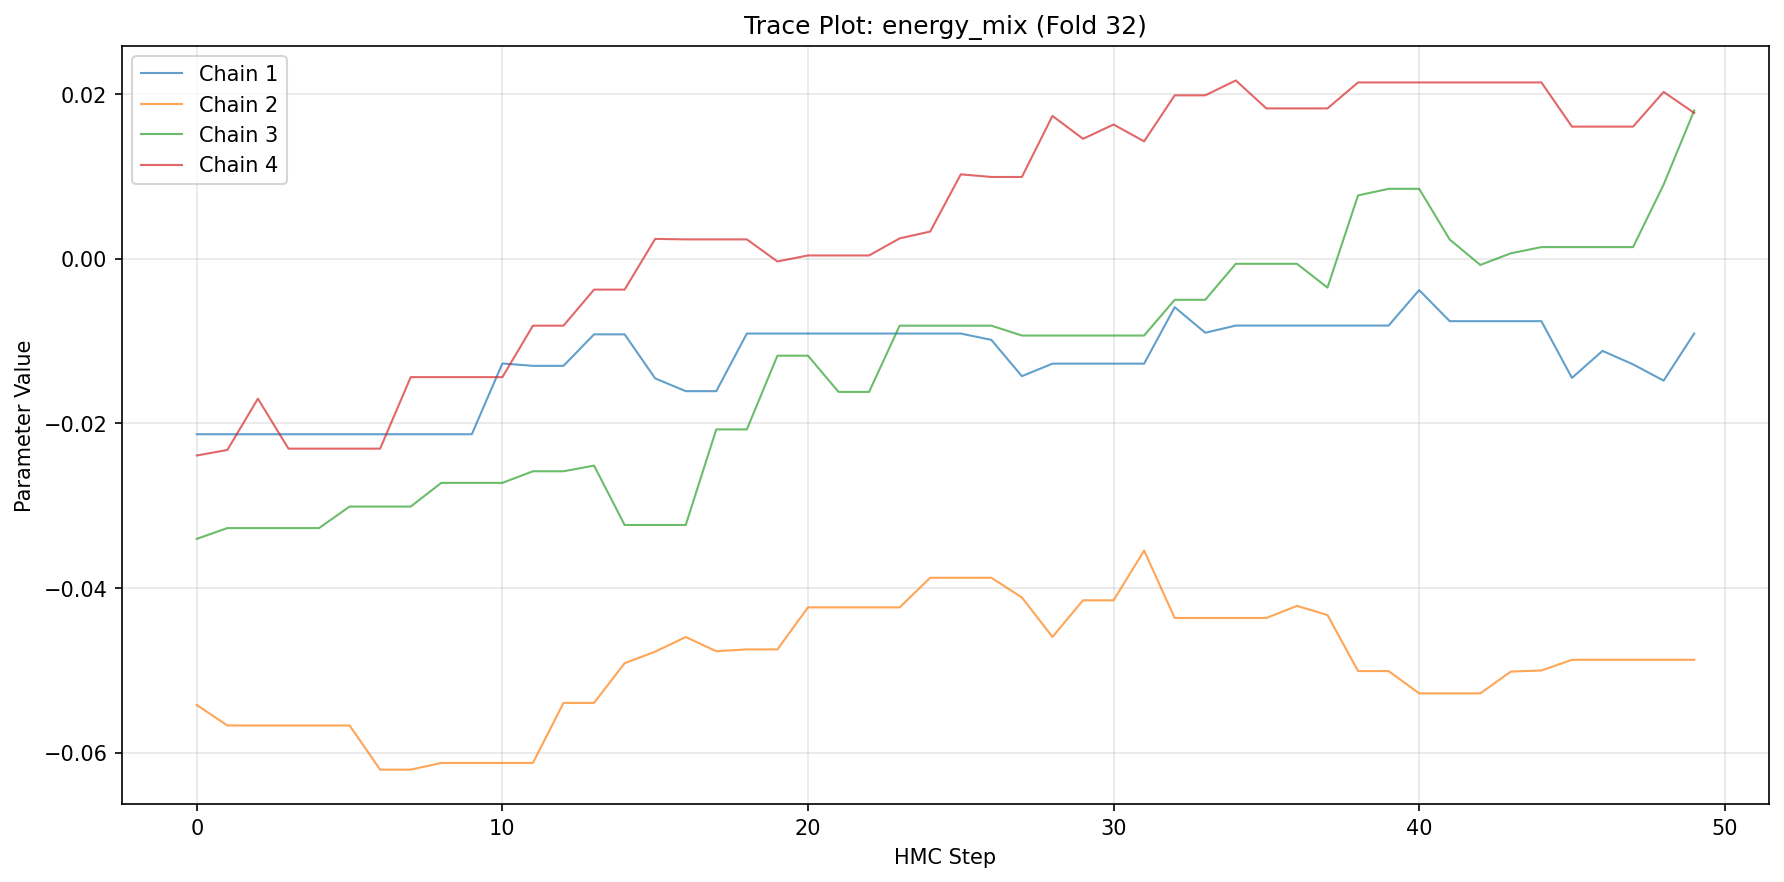 Trace Plot: energy_mix (Fold 32)
Chain 1
Chain 2
Chain 3
Chain 4
0.02
0.00
−0.02
−0.04
−0.06
Parameter Value
0 10 20 30 40 50
HMC Step